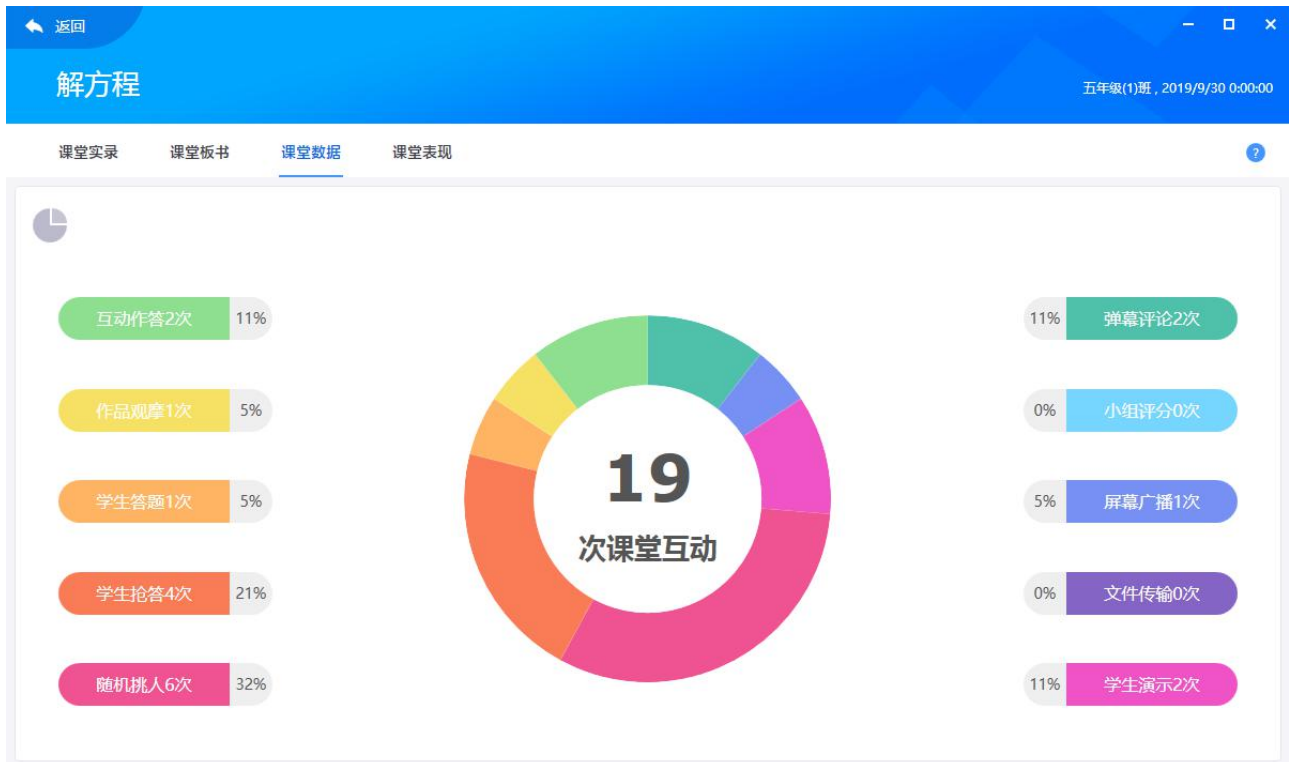 返回
解方程
五年级(1)班 , 2019/9/30 0:00:00
课堂实录 课堂板书 课堂数据 课堂表现
?
互动作答2次 11%
作品观摩1次 5%
学生答题1次 5%
学生抢答4次 21%
随机挑人6次 32%
19
次课堂互动
11% 弹幕评论2次
0% 小组评分0次
5% 屏幕广播1次
0% 文件传输0次
11% 学生演示2次